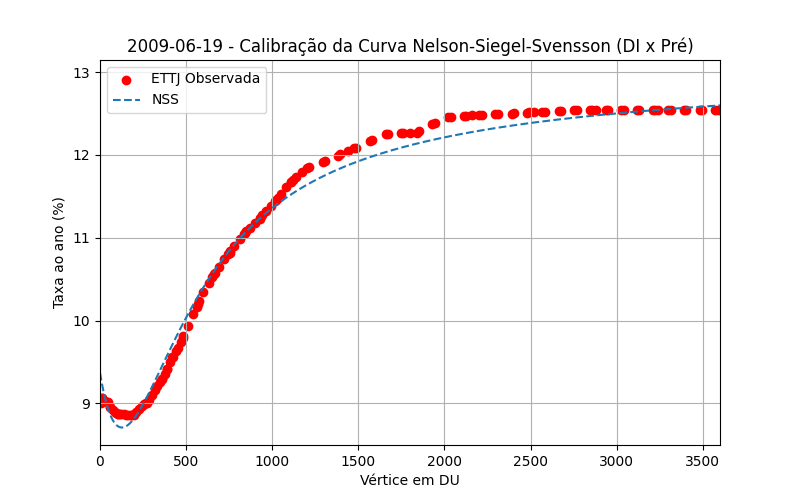 2009-06-19 - Calibração da Curva Nelson-Siegel-Svensson (DI x Pré)
ETTJ Observada
NSS
Taxa ao ano (%)
13
12
11
10
9
0 500 1000 1500 2000 2500 3000 3500
Vértice em DU